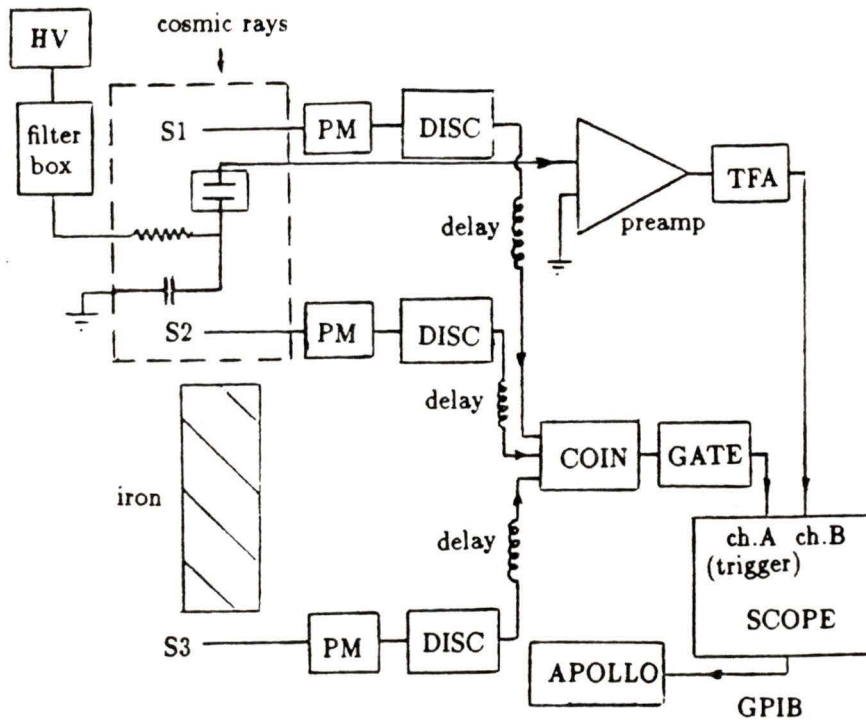 cosmic rays
HV
filter
box
S1
PM
DISC
TFA
delay
preamp
S2
PM
DISC
delay
COIN
GATE
iron
delay
ch.A ch.B
(trigger)
SCOPE
S3
PM
DISC
APOLLO
GPIB